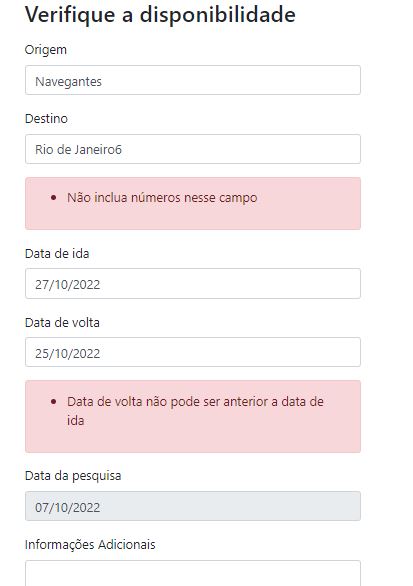 Verifique a disponibilidade
Origem
Navegantes
Destino
Rio de Janeiro6
Não inclua números nesse campo
Data de ida
27/10/2022
Data de volta
25/10/2022
Data de volta não pode ser anterior a data de
ida
Data da pesquisa
07/10/2022
Informações Adicionais